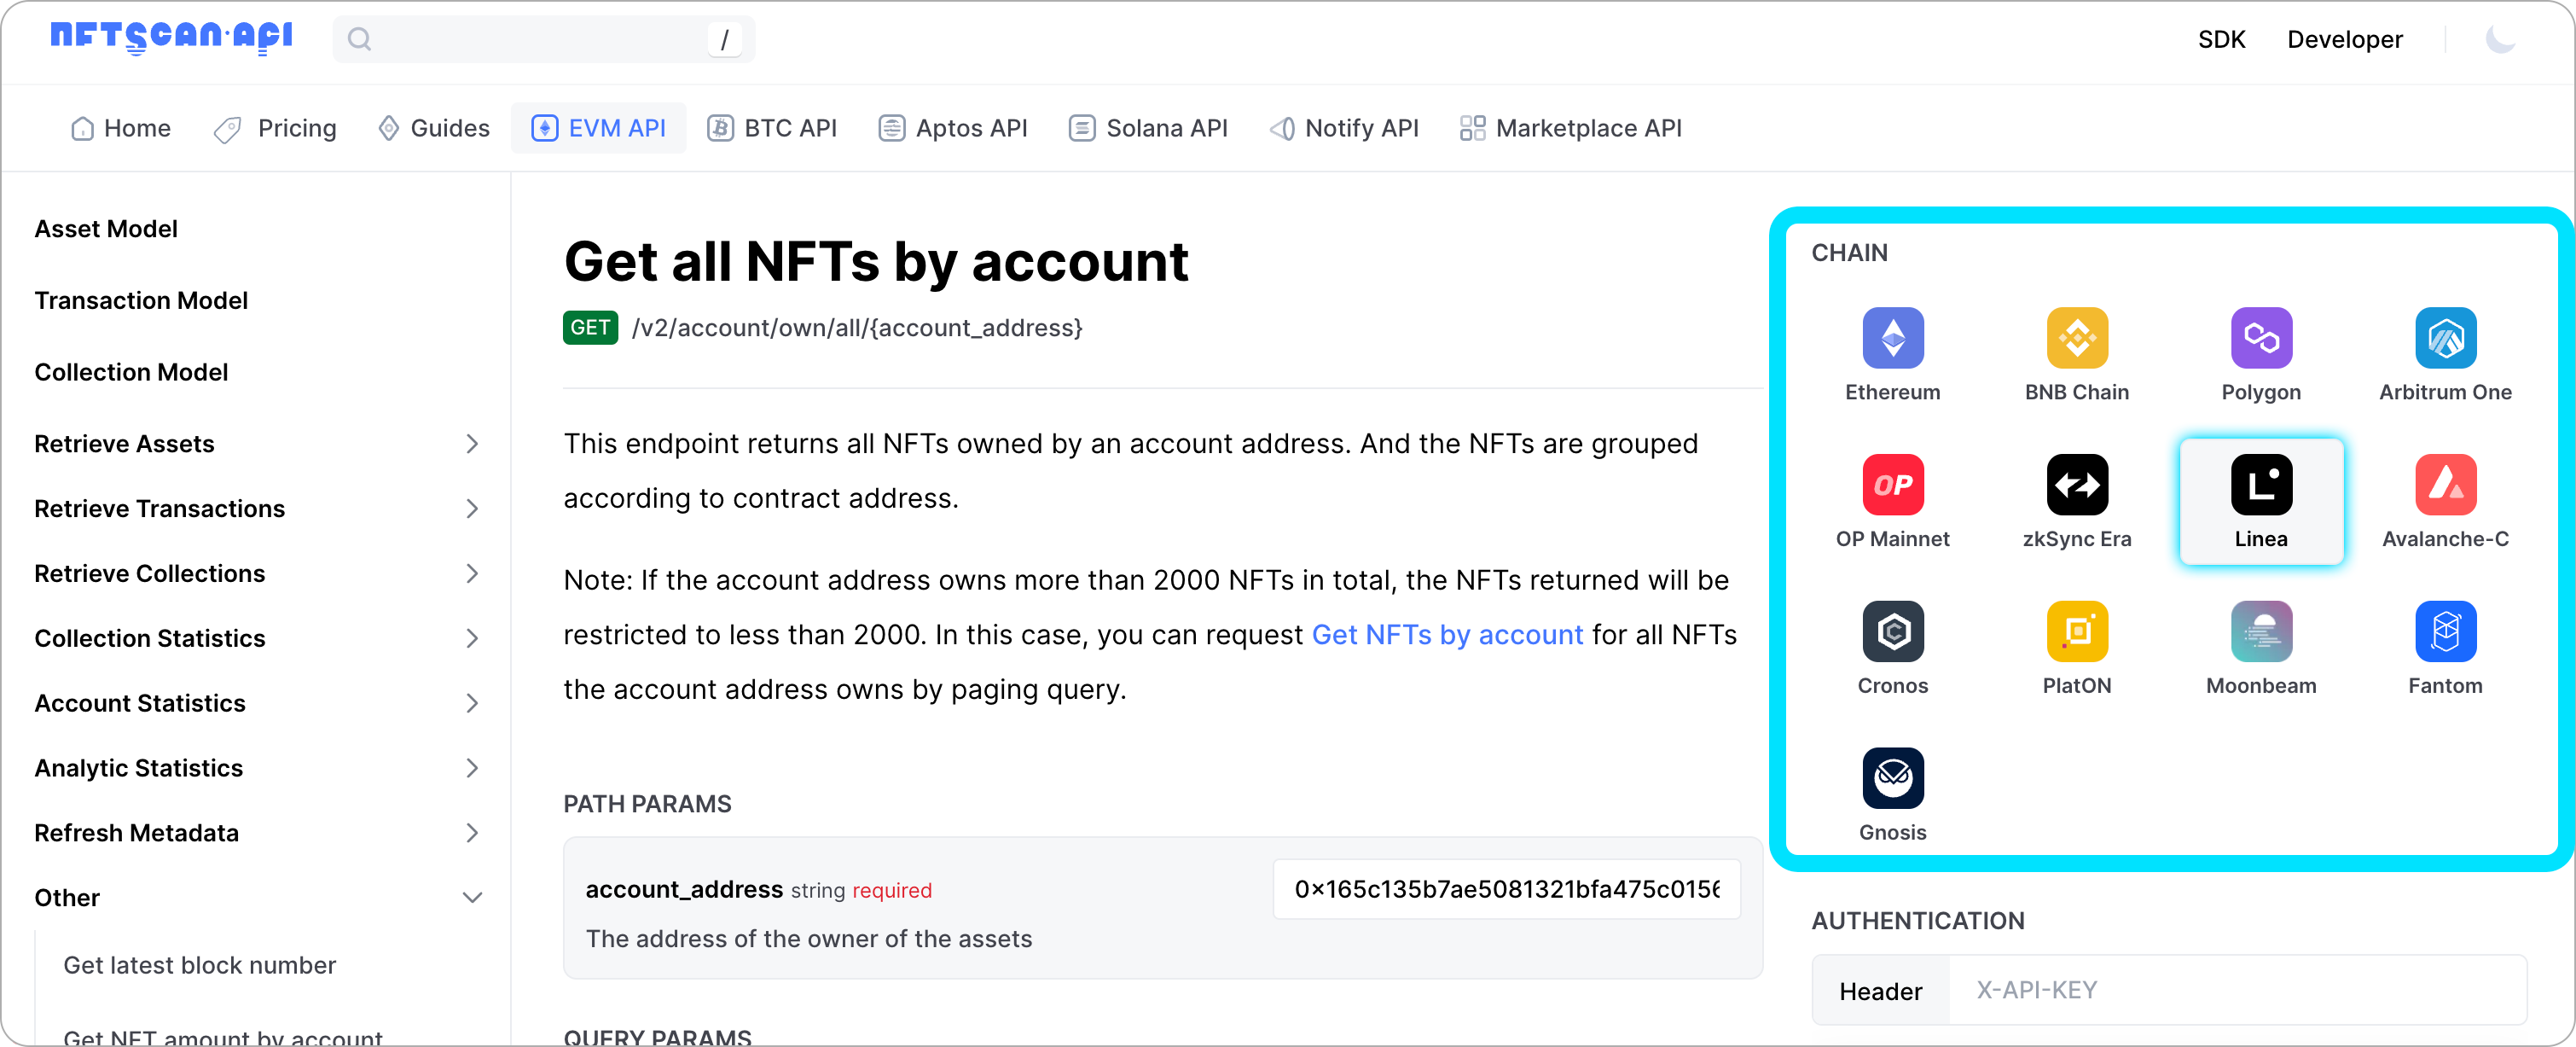 NFTSCAN·API
/
SDK
Developer
Home
Pricing
Guides
EVM API
BTC API
Aptos API
Solana API
Notify API
Marketplace API
Asset Model
Transaction Model
Collection Model
Retrieve Assets
Retrieve Transactions
Retrieve Collections
Collection Statistics
Account Statistics
Analytic Statistics
Refresh Metadata
Other
Get latest block number
Get NFT amount by account
Get all NFTs by account
GET /v2/account/own/all/{account_address}
This endpoint returns all NFTs owned by an account address. And the NFTs are grouped
according to contract address.
Note: If the account address owns more than 2000 NFTs in total, the NFTs returned will be
restricted to less than 2000. In this case, you can request Get NFTs by account for all NFTs
the account address owns by paging query.
PATH PARAMS
account_address string required
0x165c135b7ae5081321bfa475c0156
The address of the owner of the assets
QUERY PARAMS
CHAIN
Ethereum
BNB Chain
Polygon
Arbitrum One
OP
OP Mainnet
zkSync Era
Linea
Avalanche-C
Cronos
PlatON
Moonbeam
Fantom
Gnosis
AUTHENTICATION
Header
X-API-KEY